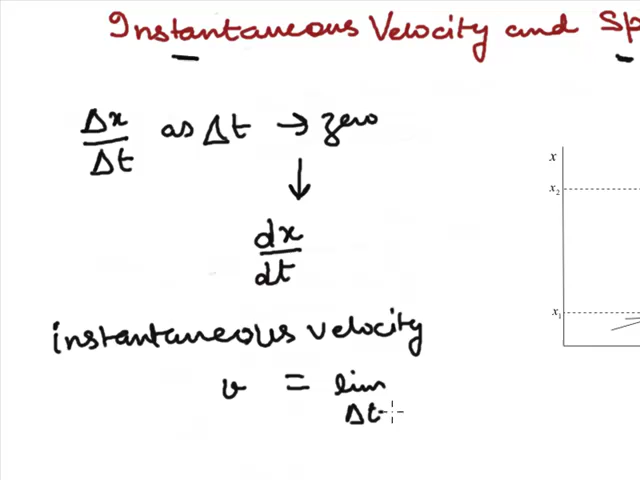 Instantaneous Velocity and Sp
Δx
Δt
as Δt → zero
↓
dx
dt
instantaneous velocity
v = lim
Δt
x
x₂
x₁